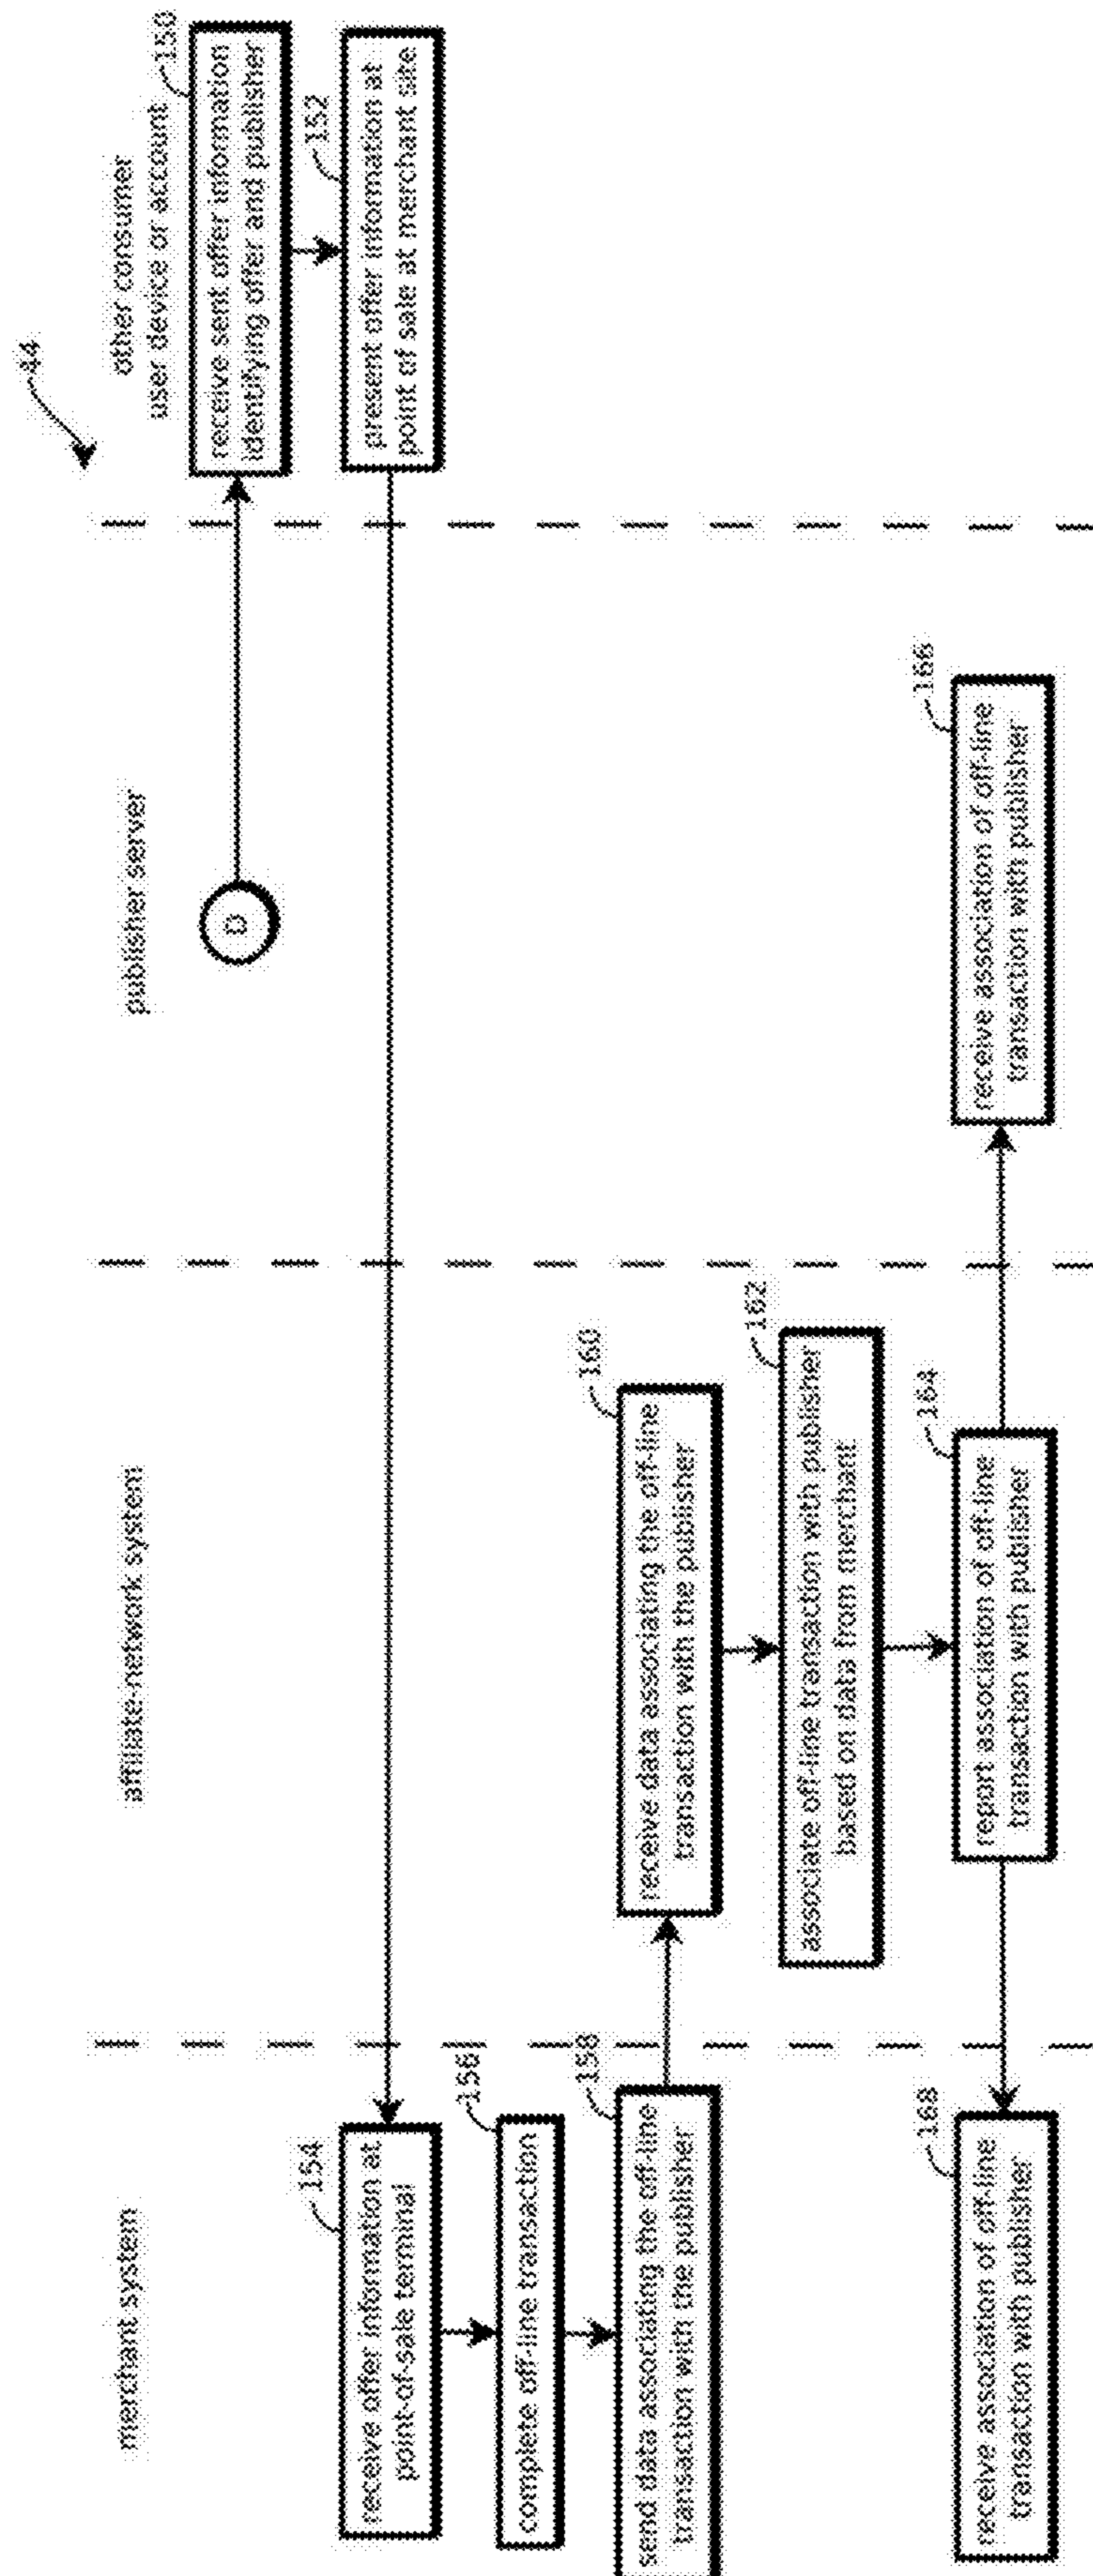 44
merchant system
affiliate-network system
publisher server
other consumer
user device or account
D
150
receive sent offer information
identifying offer and publisher
152
present offer information at
point of sale at merchant site
154
receive offer information at
point-of-sale terminal
156
complete off-line transaction
158
send data associating the off-line
transaction with the publisher
160
receive data associating the off-line
transaction with the publisher
162
associate off-line transaction with publisher
based on data from merchant
164
report association of off-line
transaction with publisher
166
receive association of off-line
transaction with publisher
168
receive association of off-line
transaction with publisher